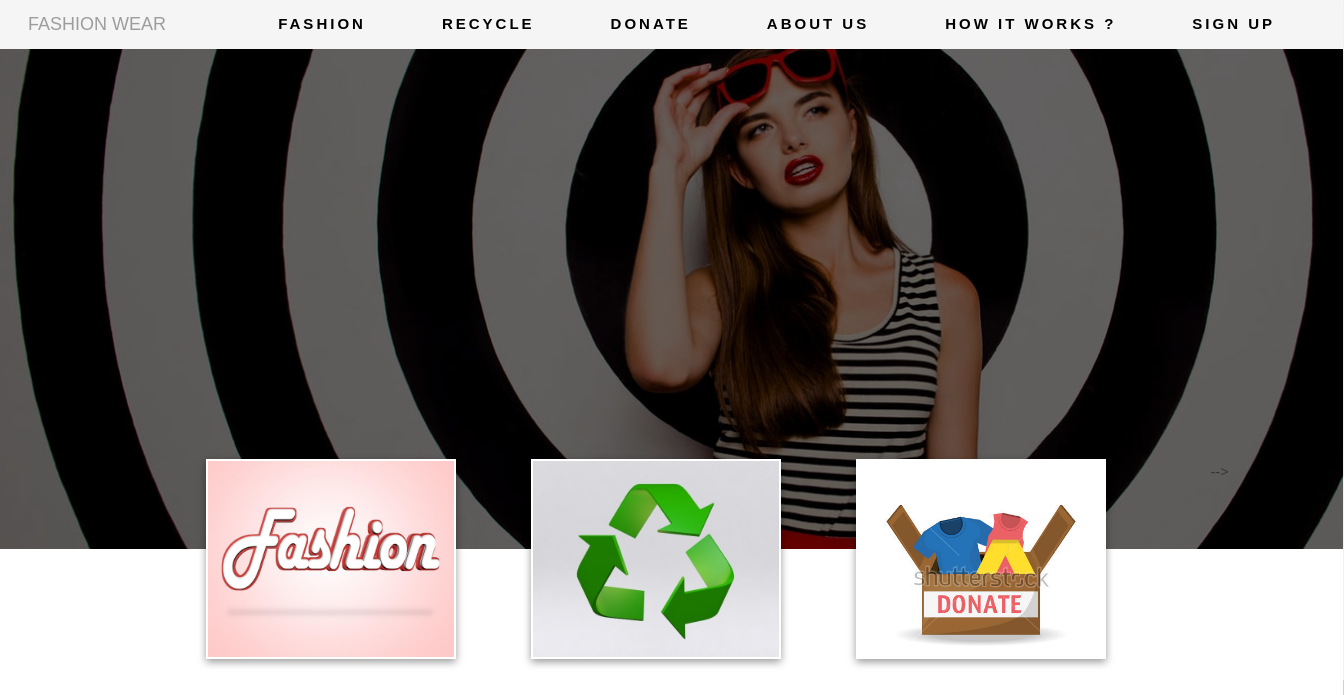 FASHION WEAR
FASHION
RECYCLE
DONATE
ABOUT US
HOW IT WORKS ?
SIGN UP
-->
Fashion
shutterstock
DONATE